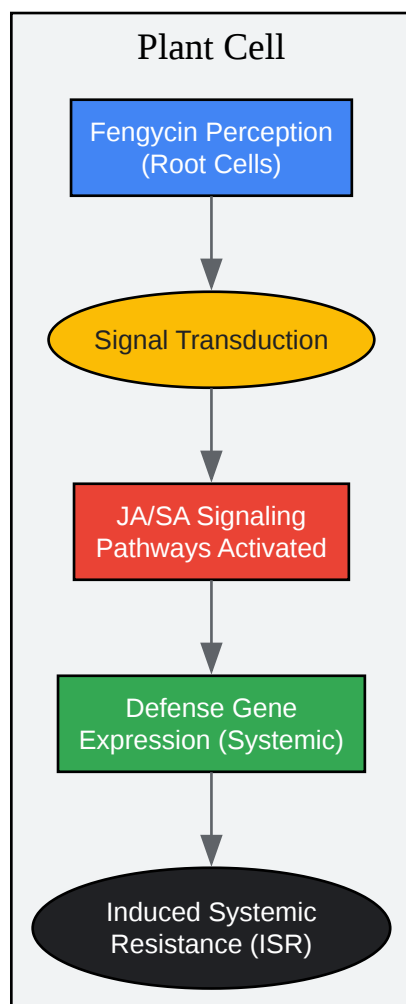 Plant Cell
Fengycin Perception
(Root Cells)
Signal Transduction
JA/SA Signaling
Pathways Activated
Defense Gene
Expression (Systemic)
Induced Systemic
Resistance (ISR)